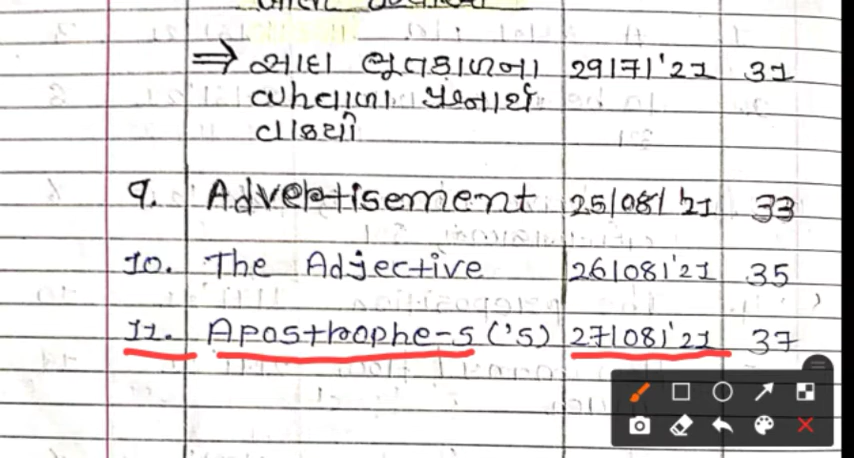 ⇒ સાદા ભૂતકાળના 29/7/'21 31
વ્હવાળા પ્રશ્નાર્થ
વાક્યો
9. Advertisement 25/08/'21 33
10. The Adjective 26/08/'21 35
11. Apostrophe-s ('s) 27/08/'21 37